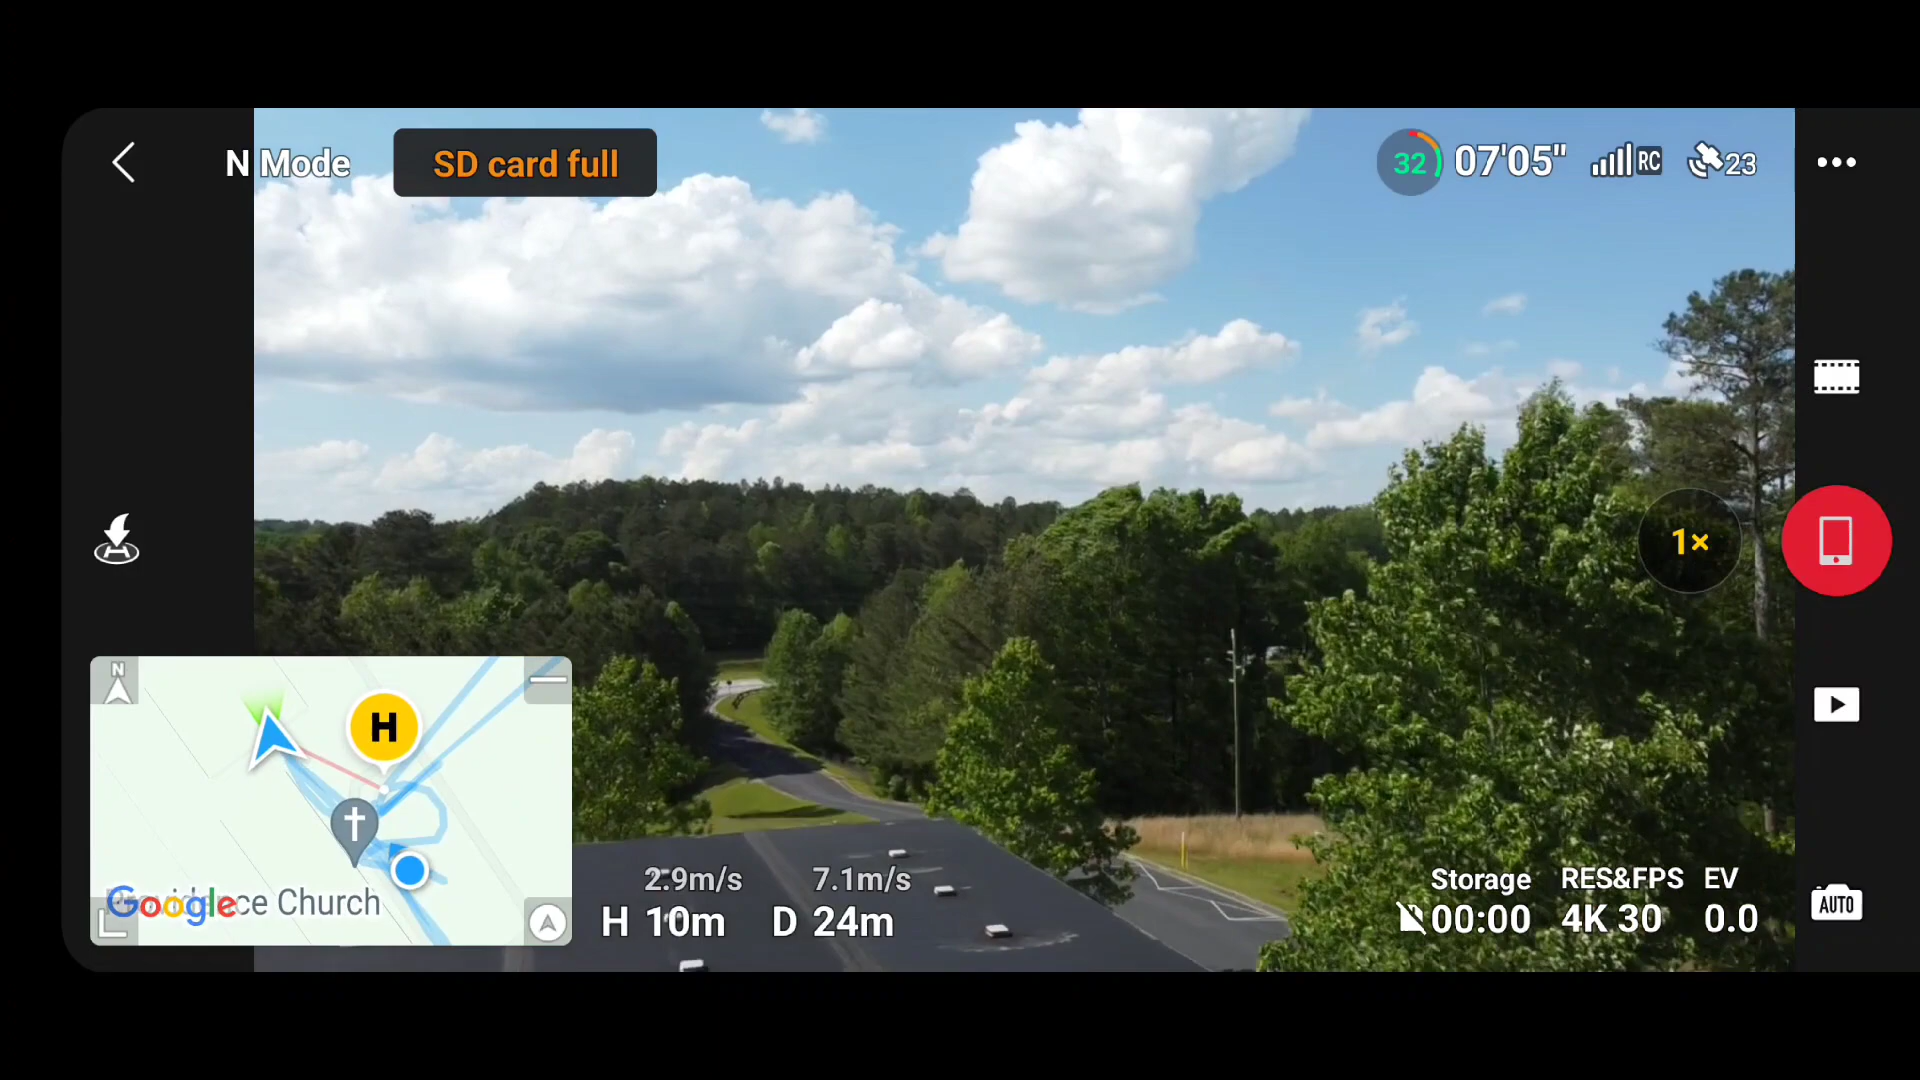 N Mode
SD card full
32
07'05"
RC
23
1×
N
H
Google
ce Church
2.9m/s
7.1m/s
H 10m
D 24m
Storage
00:00
RES&FPS
4K 30
EV
0.0
AUTO